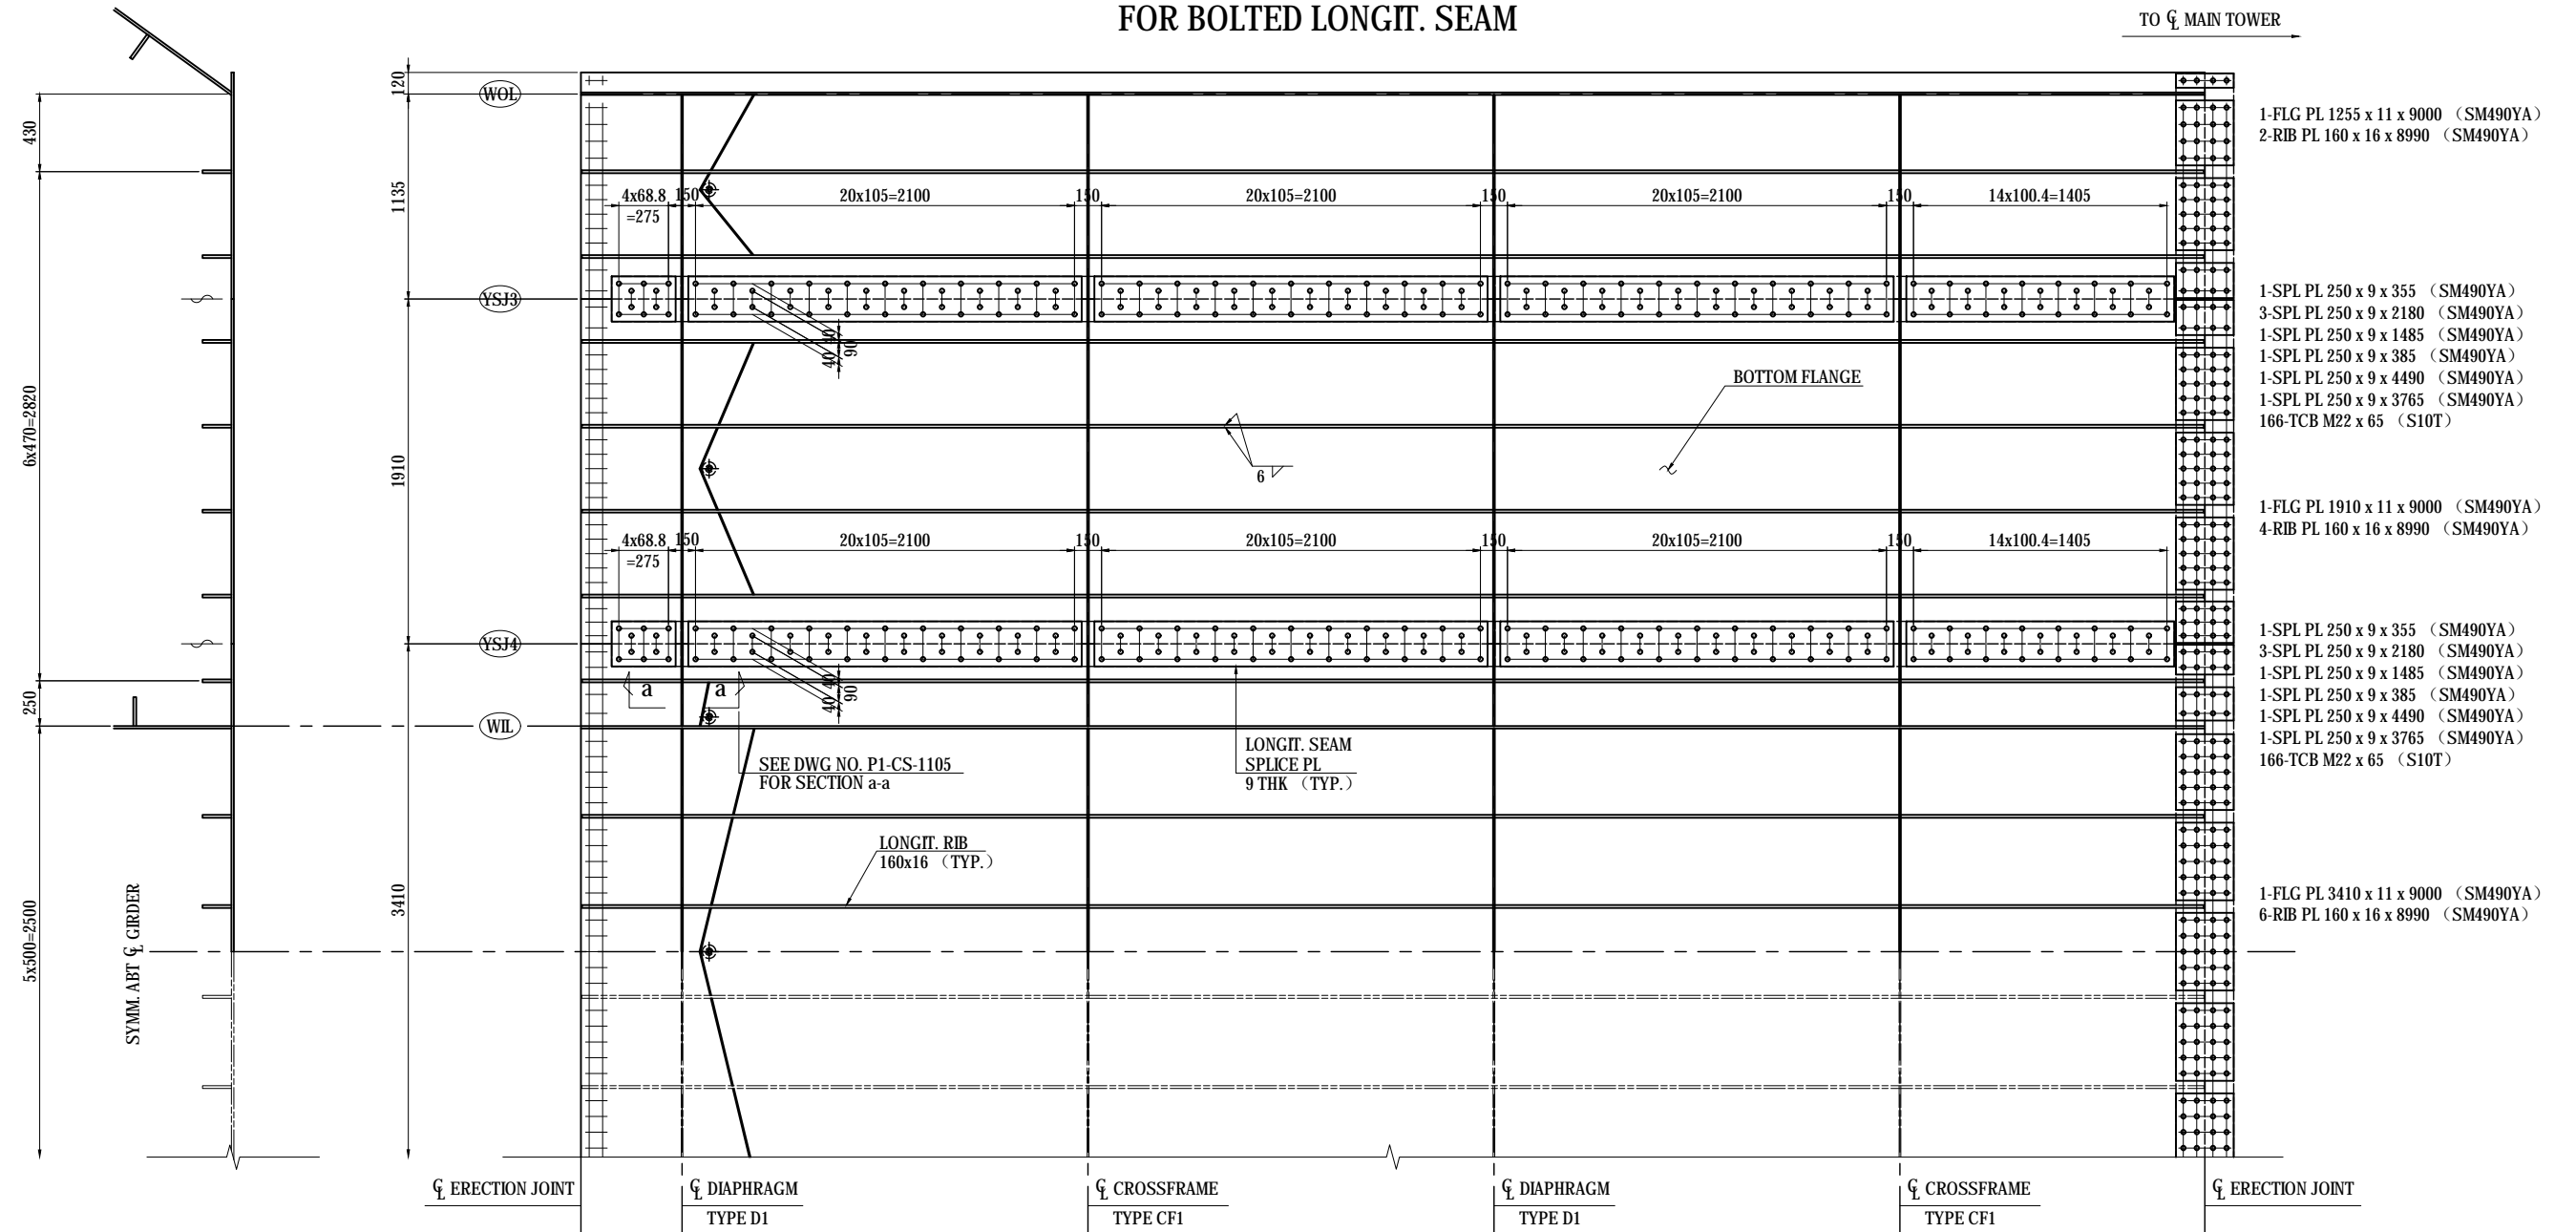 FOR BOLTED LONGIT. SEAM
TO ℄ MAIN TOWER
120
WOL
430
1-FLG PL 1255 x 11 x 9000 （SM490YA）
2-RIB PL 160 x 16 x 8990 （SM490YA）
1135
4x68.8
=275
150
20x105=2100
150
20x105=2100
150
20x105=2100
150
14x100.4=1405
YSJ3
1-SPL PL 250 x 9 x 355 （SM490YA）
3-SPL PL 250 x 9 x 2180 （SM490YA）
1-SPL PL 250 x 9 x 1485 （SM490YA）
1-SPL PL 250 x 9 x 385 （SM490YA）
1-SPL PL 250 x 9 x 4490 （SM490YA）
1-SPL PL 250 x 9 x 3765 （SM490YA）
166-TCB M22 x 65 （S10T）
40
40
90
BOTTOM FLANGE
6x470=2820
1910
6
1-FLG PL 1910 x 11 x 9000 （SM490YA）
4-RIB PL 160 x 16 x 8990 （SM490YA）
4x68.8
=275
150
20x105=2100
150
20x105=2100
150
20x105=2100
150
14x100.4=1405
YSJ4
1-SPL PL 250 x 9 x 355 （SM490YA）
3-SPL PL 250 x 9 x 2180 （SM490YA）
1-SPL PL 250 x 9 x 1485 （SM490YA）
1-SPL PL 250 x 9 x 385 （SM490YA）
1-SPL PL 250 x 9 x 4490 （SM490YA）
1-SPL PL 250 x 9 x 3765 （SM490YA）
166-TCB M22 x 65 （S10T）
a
a
40
40
90
250
WIL
SEE DWG NO. P1-CS-1105
FOR SECTION a-a
LONGIT. SEAM
SPLICE PL
9 THK （TYP.）
LONGIT. RIB
160x16 （TYP.）
5x500=2500
SYMM. ABT ℄ GIRDER
3410
1-FLG PL 3410 x 11 x 9000 （SM490YA）
6-RIB PL 160 x 16 x 8990 （SM490YA）
℄ ERECTION JOINT
℄ DIAPHRAGM
TYPE D1
℄ CROSSFRAME
TYPE CF1
℄ DIAPHRAGM
TYPE D1
℄ CROSSFRAME
TYPE CF1
℄ ERECTION JOINT